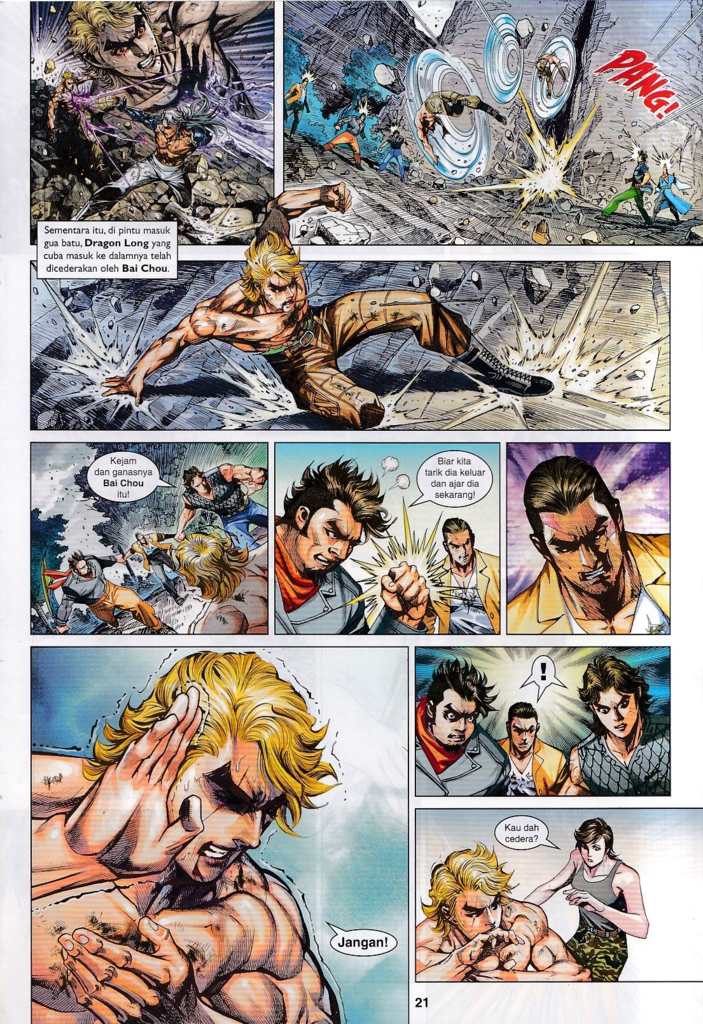 PANG!
Sementara itu, di pintu masuk
gua batu, Dragon Long yang
cuba masuk ke dalamnya telah
dicederakan oleh Bai Chou.
Kejam
dan ganasnya
Bai Chou
itu!
Biar kita
tarik dia keluar
dan ajar dia
sekarang!
!
Jangan!
Kau dah
cedera?
21